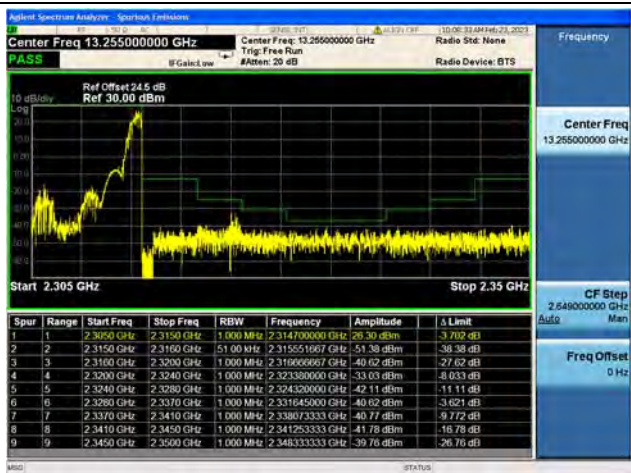 Agilent Spectrum Analyzer - Spurious Emissions
Center Freq 13.255000000 GHz
Center Freq: 13.255000000 GHz
Radio Std: None
Trig: Free Run
PASS
IFGain:Low
#Atten: 20 dB
Radio Device: BTS
Ref Offset 24.5 dB
10 dB/div
Ref 30.00 dBm
Log
Start 2.305 GHz
Stop 2.35 GHz
Spur Range Start Freq Stop Freq RBW Frequency Amplitude Δ Limit
1 1 2.3050 GHz 2.3150 GHz 1.000 MHz 2.314700000 GHz 26.30 dBm -3.702 dB
2 2 2.3150 GHz 2.3160 GHz 51.00 kHz 2.315551667 GHz -51.38 dBm -38.38 dB
3 3 2.3160 GHz 2.3200 GHz 1.000 MHz 2.319666667 GHz -40.62 dBm -27.62 dB
4 4 2.3200 GHz 2.3240 GHz 1.000 MHz 2.323380000 GHz -33.03 dBm -8.033 dB
5 5 2.3240 GHz 2.3280 GHz 1.000 MHz 2.324320000 GHz -42.11 dBm -11.11 dB
6 6 2.3280 GHz 2.3370 GHz 1.000 MHz 2.331645000 GHz -40.62 dBm -3.621 dB
7 7 2.3370 GHz 2.3410 GHz 1.000 MHz 2.338073333 GHz -40.77 dBm -9.772 dB
8 8 2.3410 GHz 2.3450 GHz 1.000 MHz 2.341253333 GHz -41.78 dBm -16.78 dB
9 9 2.3450 GHz 2.3500 GHz 1.000 MHz 2.348333333 GHz -39.76 dBm -26.76 dB
Frequency
Center Freq
13.255000000 GHz
CF Step
2.649000000 GHz
Auto Man
Freq Offset
0 Hz
MSG
STATUS